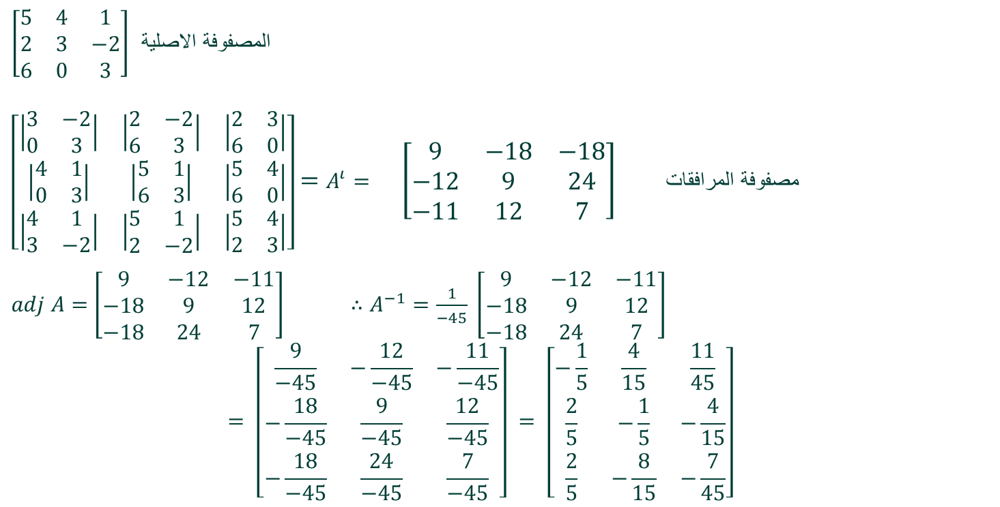 [5 4 1; 2 3 −2; 6 0 3] المصفوفة الاصلية
[|3 −2; 0 3| |2 −2; 6 3| |2 3; 6 0|; |4 1; 0 3| |5 1; 6 3| |5 4; 6 0|; |4 1; 3 −2| |5 1; 2 −2| |5 4; 2 3|] = Aᶥ = [9 −18 −18; −12 9 24; −11 12 7] مصفوفة المرافقات
adj A = [9 −12 −11; −18 9 12; −18 24 7] ∴ A⁻¹ = 1/−45 [9 −12 −11; −18 9 12; −18 24 7]
= [9/−45 −12/−45 −11/−45; −18/−45 9/−45 12/−45; −18/−45 24/−45 7/−45] = [−1/5 4/15 11/45; 2/5 −1/5 −4/15; 2/5 −8/15 −7/45]